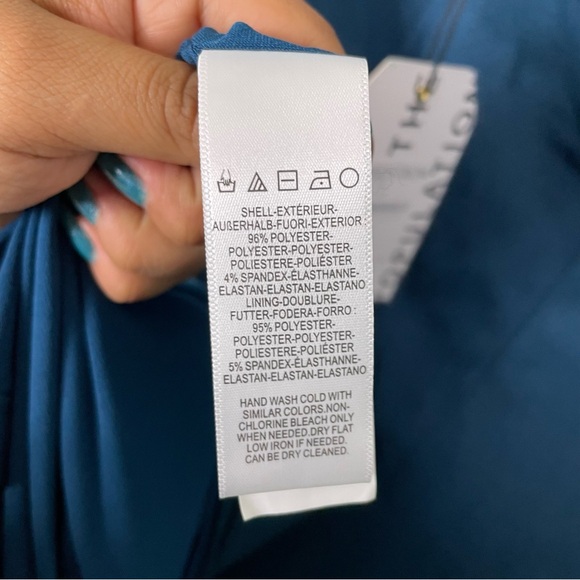 SHELL-EXTÉRIEUR-
AUßERHALB-FUORI-EXTERIOR
96% POLYESTER-
POLYESTER-POLYESTER-
POLIESTERE-POLIÉSTER
4% SPANDEX-ÉLASTHANNE-
ELASTAN-ELASTAN-ELASTANO
LINING-DOUBLURE-
FUTTER-FODERA-FORRO :
95% POLYESTER-
POLYESTER-POLYESTER-
POLIESTERE-POLIÉSTER
5% SPANDEX-ÉLASTHANNE-
ELASTAN-ELASTAN-ELASTANO
HAND WASH COLD WITH
SIMILAR COLORS.NON-
CHLORINE BLEACH ONLY
WHEN NEEDED.DRY FLAT
LOW IRON IF NEEDED.
CAN BE DRY CLEANED.
THE